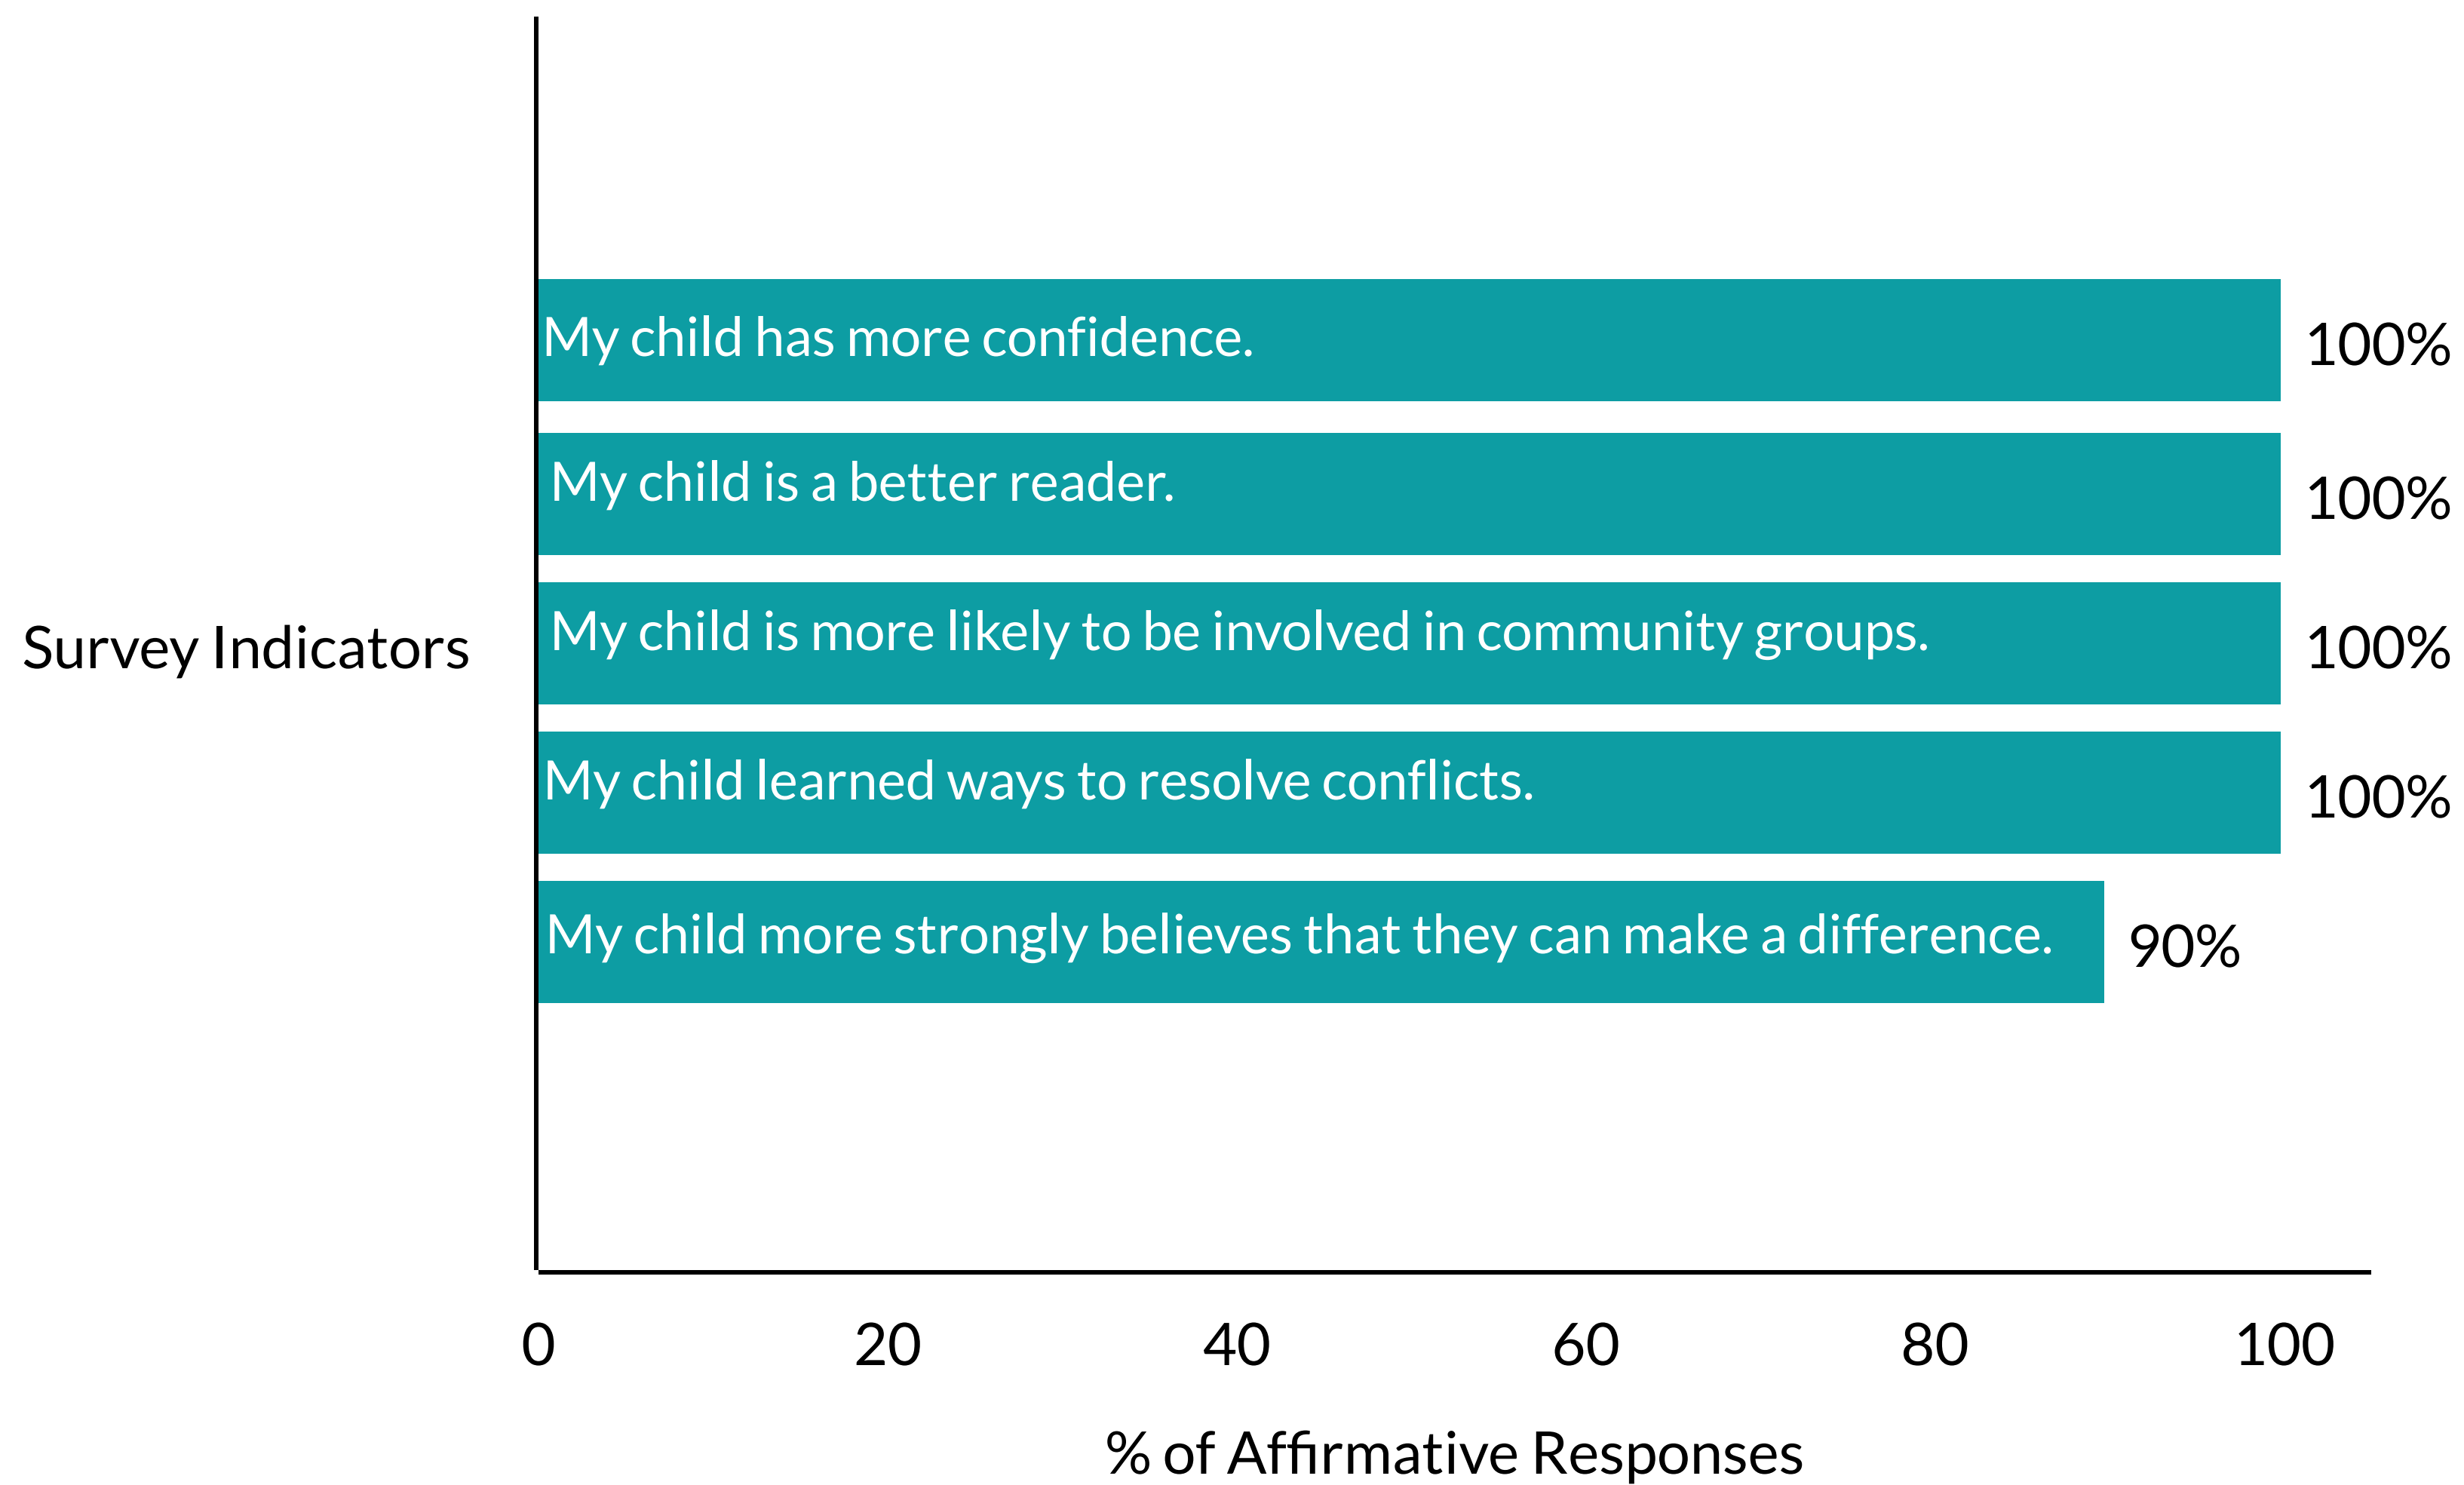 My child has more confidence.
100%
My child is a better reader.
100%
Survey Indicators
My child is more likely to be involved in community groups.
100%
My child learned ways to resolve conflicts.
100%
My child more strongly believes that they can make a difference.
90%
0 20 40 60 80 100
% of Affirmative Responses